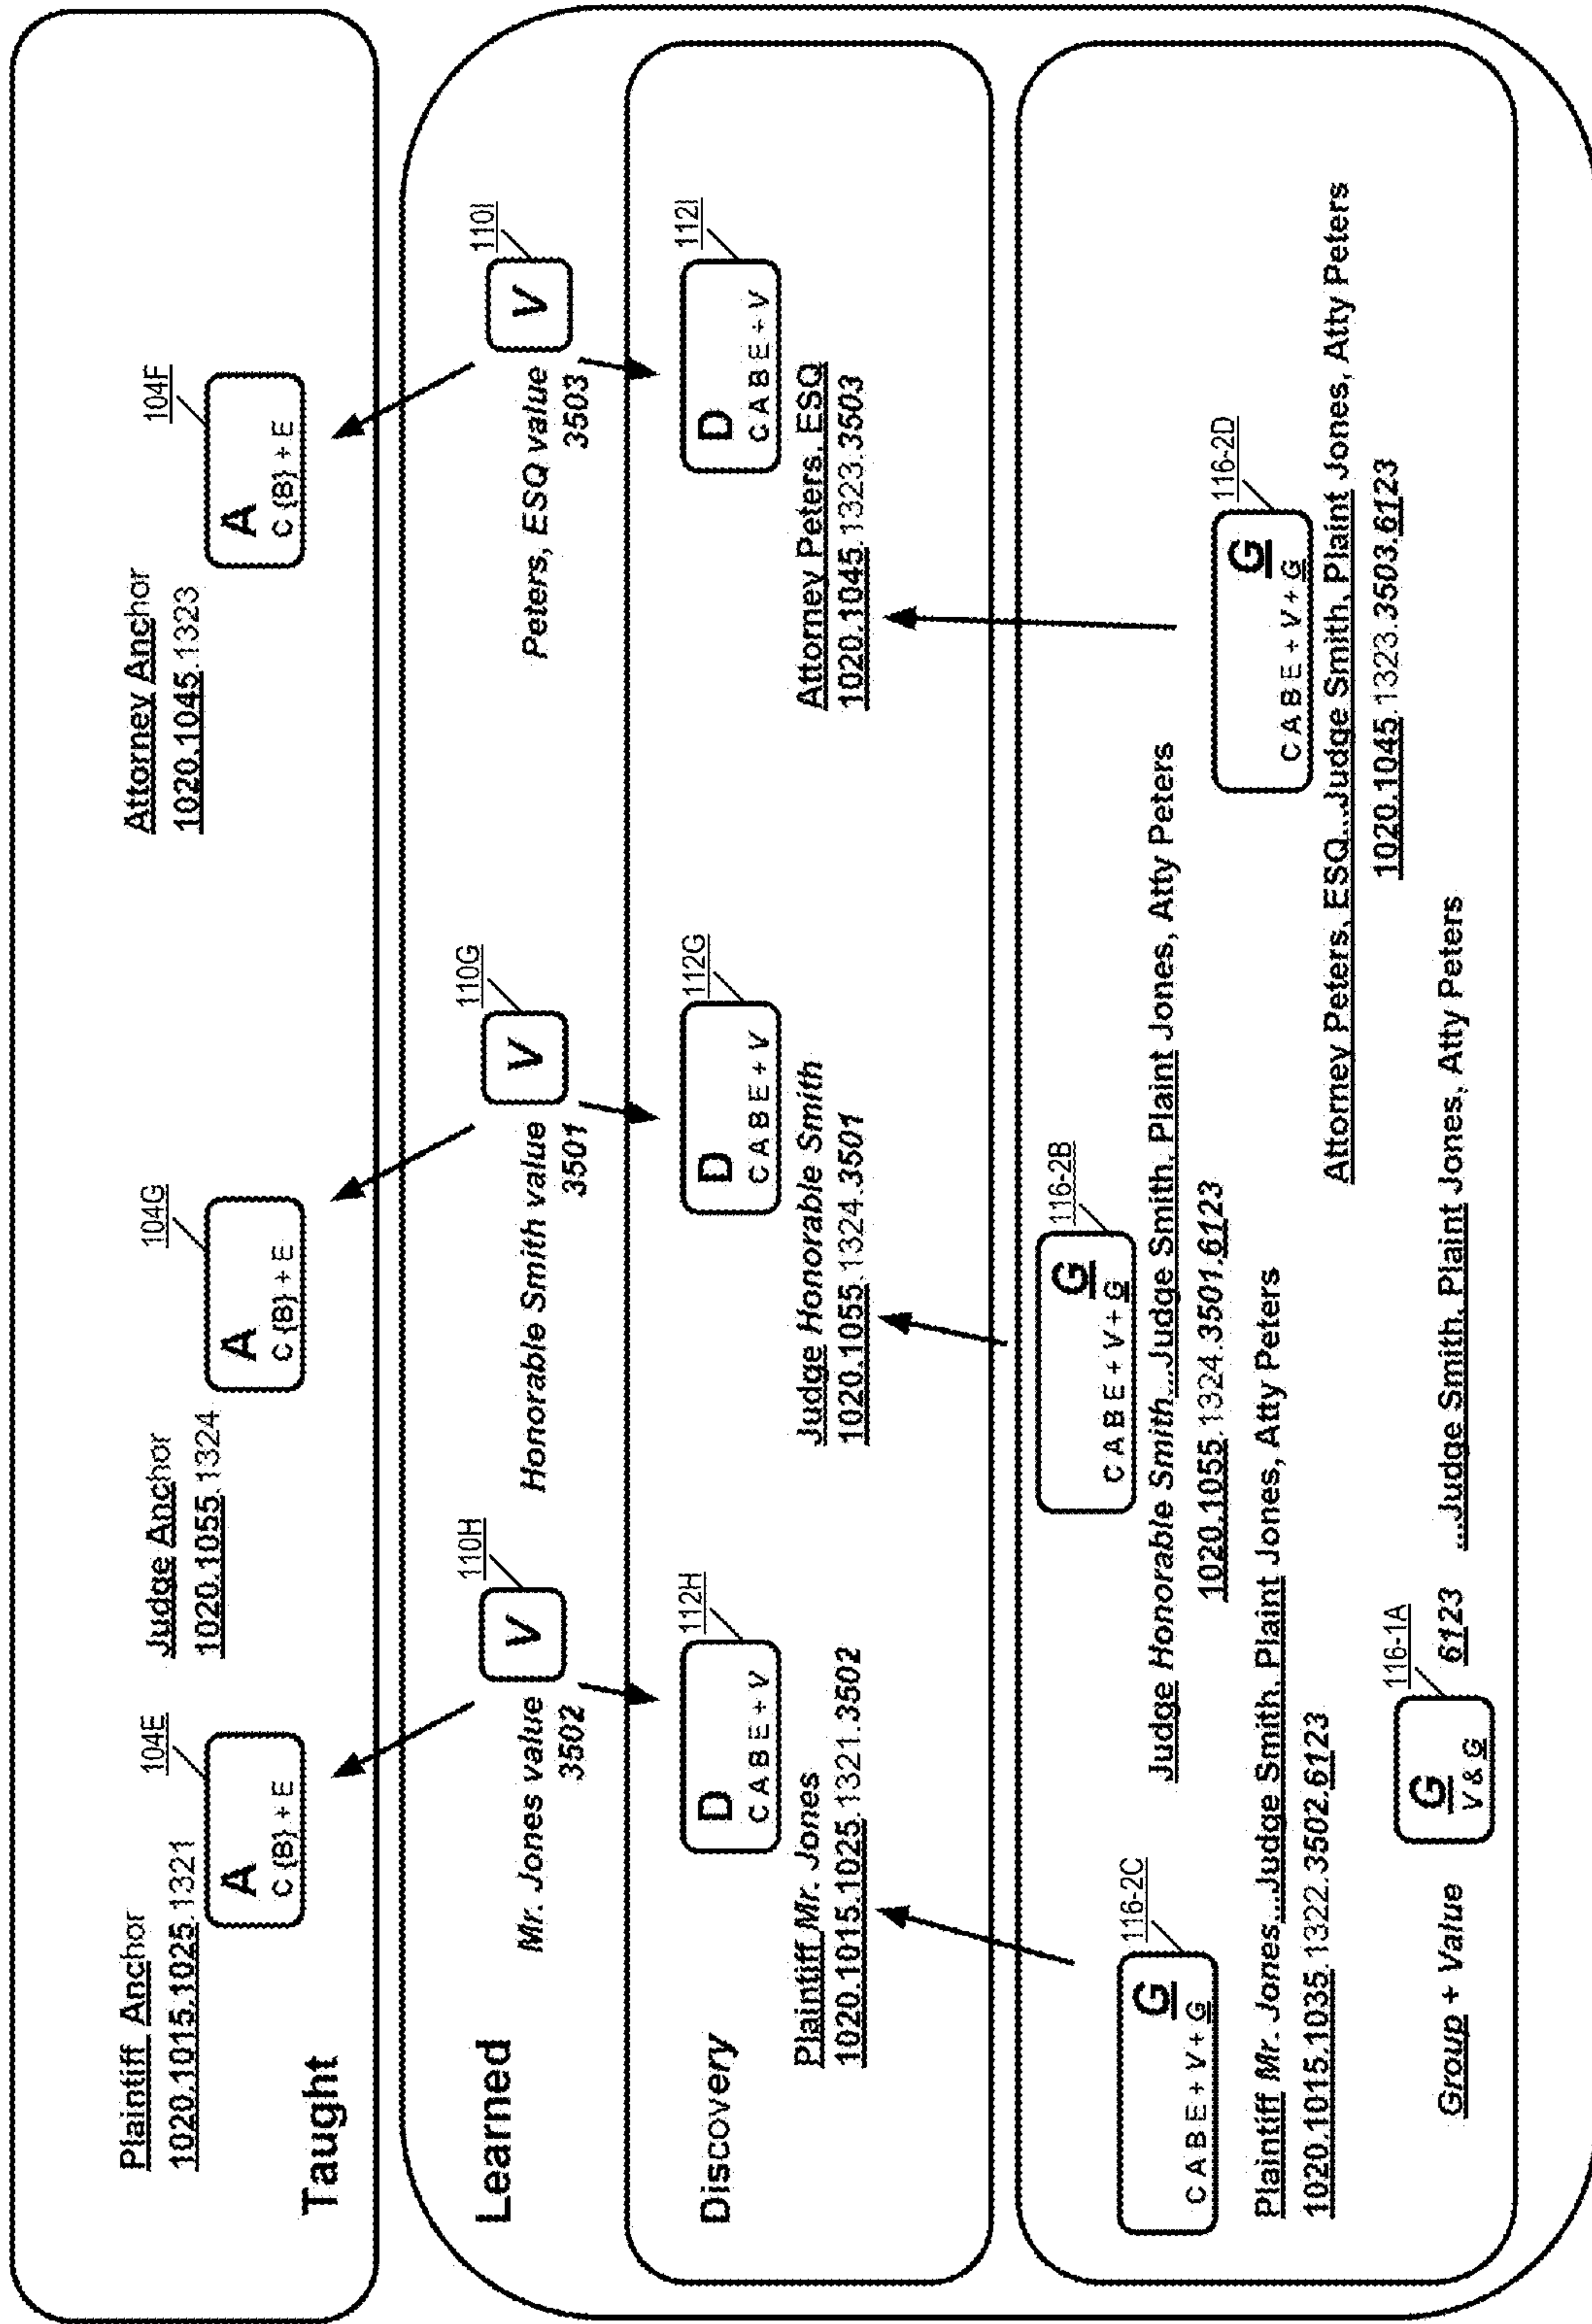 Plaintiff Anchor
1020.1015.1025.1321
104E
A
C {B} + E
Judge Anchor
1020.1055.1324
104G
A
C {B} + E
Attorney Anchor
1020.1045.1323
104F
A
C {B} + E
Taught
Learned
110H
V
Mr. Jones value
3502
110G
V
Honorable Smith value
3501
110I
V
Peters, ESQ value
3503
Discovery
112H
D
C A B E + V
Plaintiff Mr. Jones
1020.1015.1025.1321.3502
112G
D
C A B E + V
Judge Honorable Smith
1020.1055.1324.3501
112I
D
C A B E + V
Attorney Peters, ESQ
1020.1045.1323.3503
116-2B
G
C A B E + V + G
Judge Honorable Smith...Judge Smith, Plaint Jones, Atty Peters
1020.1055.1324.3501.6123
116-2C
G
C A B E + V + G
Plaintiff Mr. Jones...Judge Smith, Plaint Jones, Atty Peters
1020.1015.1035.1322.3502.6123
116-2D
G
C A B E + V + G
Attorney Peters, ESQ...Judge Smith, Plaint Jones, Atty Peters
1020.1045.1323.3503.6123
Group + Value
116-1A
G
V & G
6123
...Judge Smith, Plaint Jones, Atty Peters